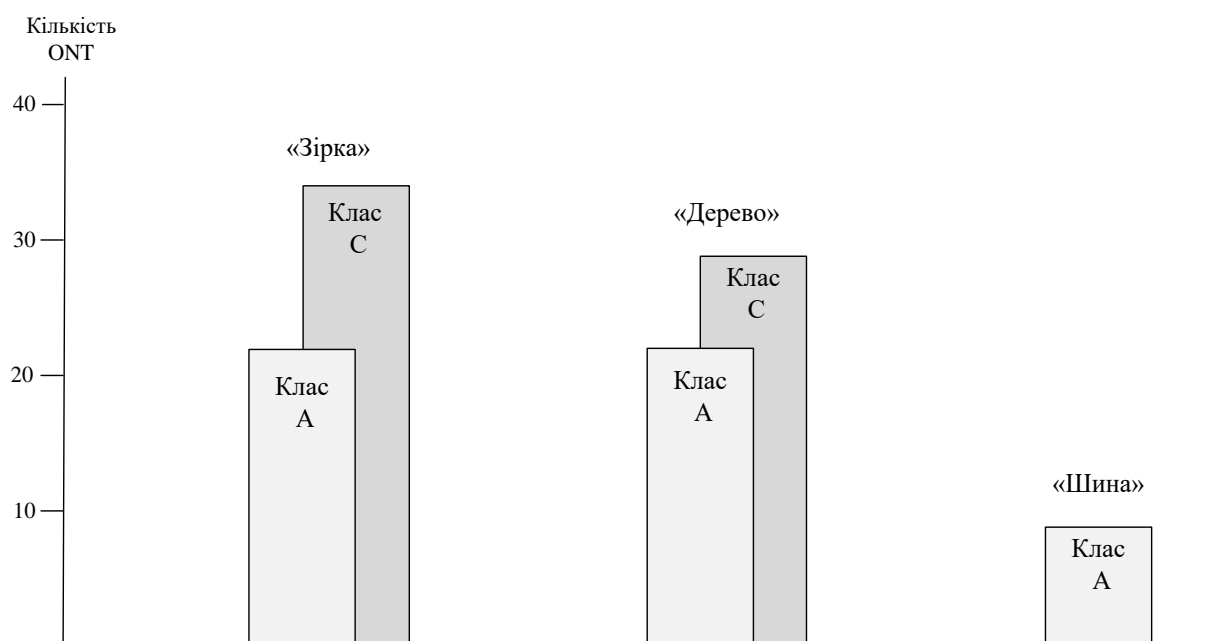 Кількість
ONT
40
«Зірка»
Клас
С
«Дерево»
30
Клас
С
20
Клас
А
Клас
А
«Шина»
10
Клас
А